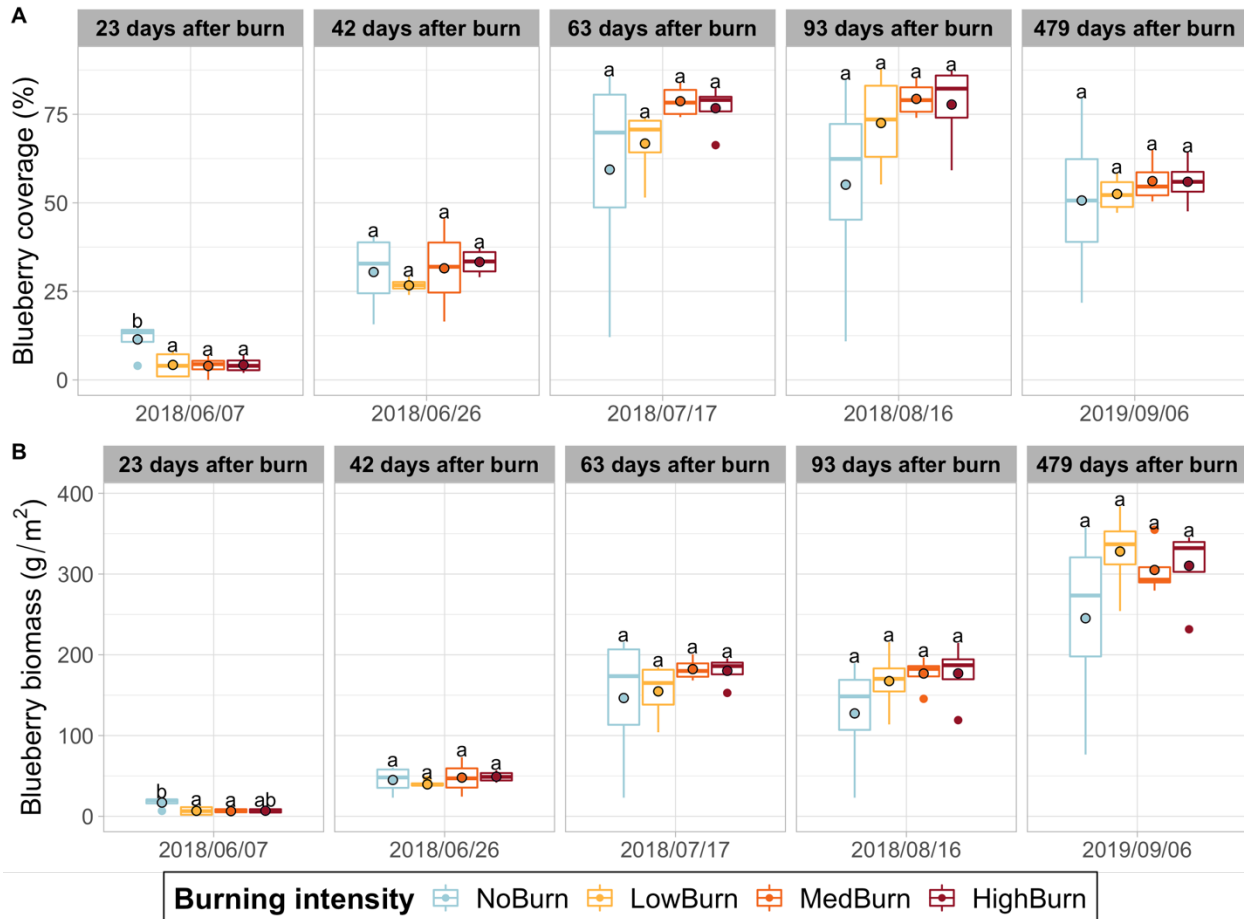 A
23 days after burn 42 days after burn 63 days after burn 93 days after burn 479 days after burn
Blueberry coverage (%)
75
50
25
0
b a a a
a a a a
a a a a
a a a a
a a a a
2018/06/07 2018/06/26 2018/07/17 2018/08/16 2019/09/06
B
23 days after burn 42 days after burn 63 days after burn 93 days after burn 479 days after burn
Blueberry biomass (g/m²)
400
300
200
100
0
b a a ab
a a a a
a a a a
a a a a
a a a a
2018/06/07 2018/06/26 2018/07/17 2018/08/16 2019/09/06
Burning intensity NoBurn LowBurn MedBurn HighBurn